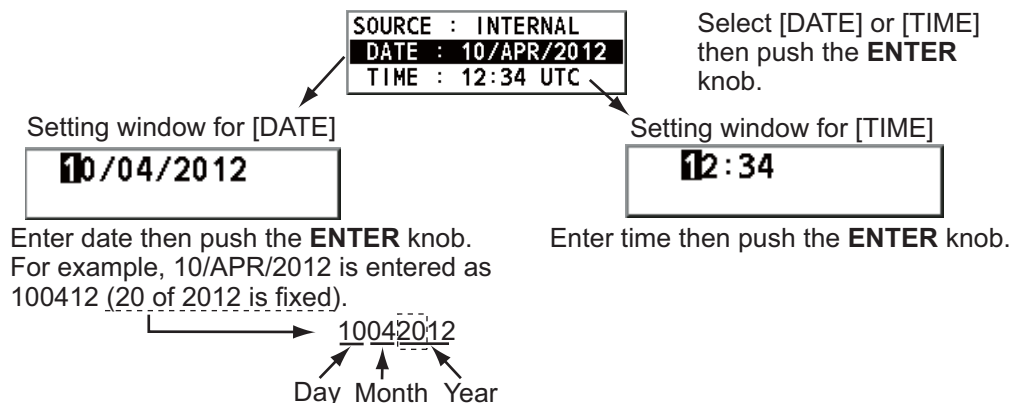 SOURCE : INTERNAL
DATE : 10/APR/2012
TIME : 12:34 UTC
Select [DATE] or [TIME]
then push the ENTER
knob.
Setting window for [DATE]
10/04/2012
Enter date then push the ENTER knob.
For example, 10/APR/2012 is entered as
100412 (20 of 2012 is fixed).
10042012
Day Month Year
Setting window for [TIME]
12:34
Enter time then push the ENTER knob.